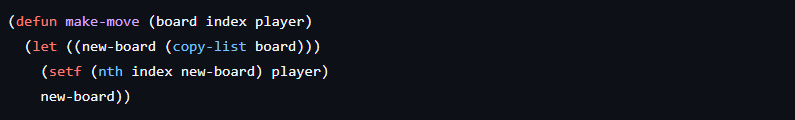 (defun make-move (board index player)
  (let ((new-board (copy-list board)))
    (setf (nth index new-board) player)
    new-board))